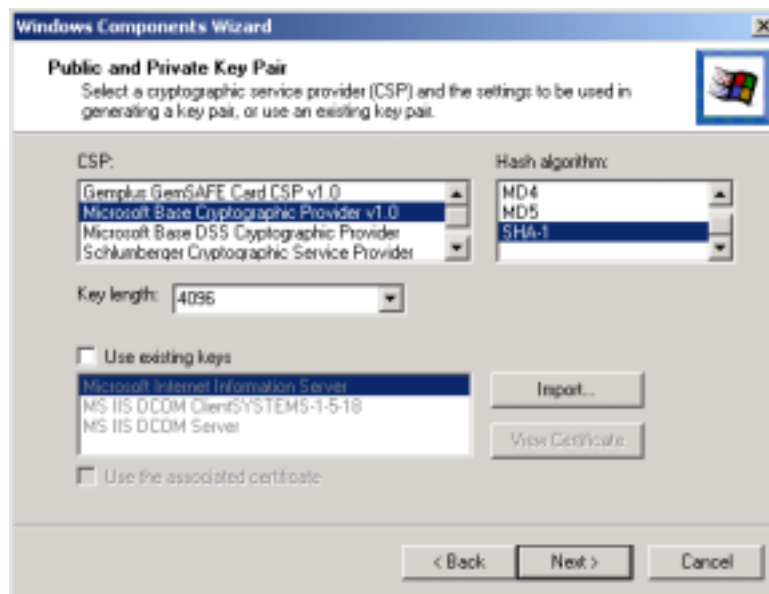 Windows Components Wizard
Public and Private Key Pair
Select a cryptographic service provider (CSP) and the settings to be used in
generating a key pair, or use an existing key pair.
CSP:
Gemplus GemSAFE Card CSP v1.0
Microsoft Base Cryptographic Provider v1.0
Microsoft Base DSS Cryptographic Provider
Schlumberger Cryptographic Service Provider
Hash algorithm:
MD4
MD5
SHA-1
Key length: 4096
Use existing keys
Microsoft Internet Information Server
MS IIS DCOM ClientSYSTEMS-1-5-18
MS IIS DCOM Server
Import...
View Certificate
Use the associated certificate
< Back Next > Cancel